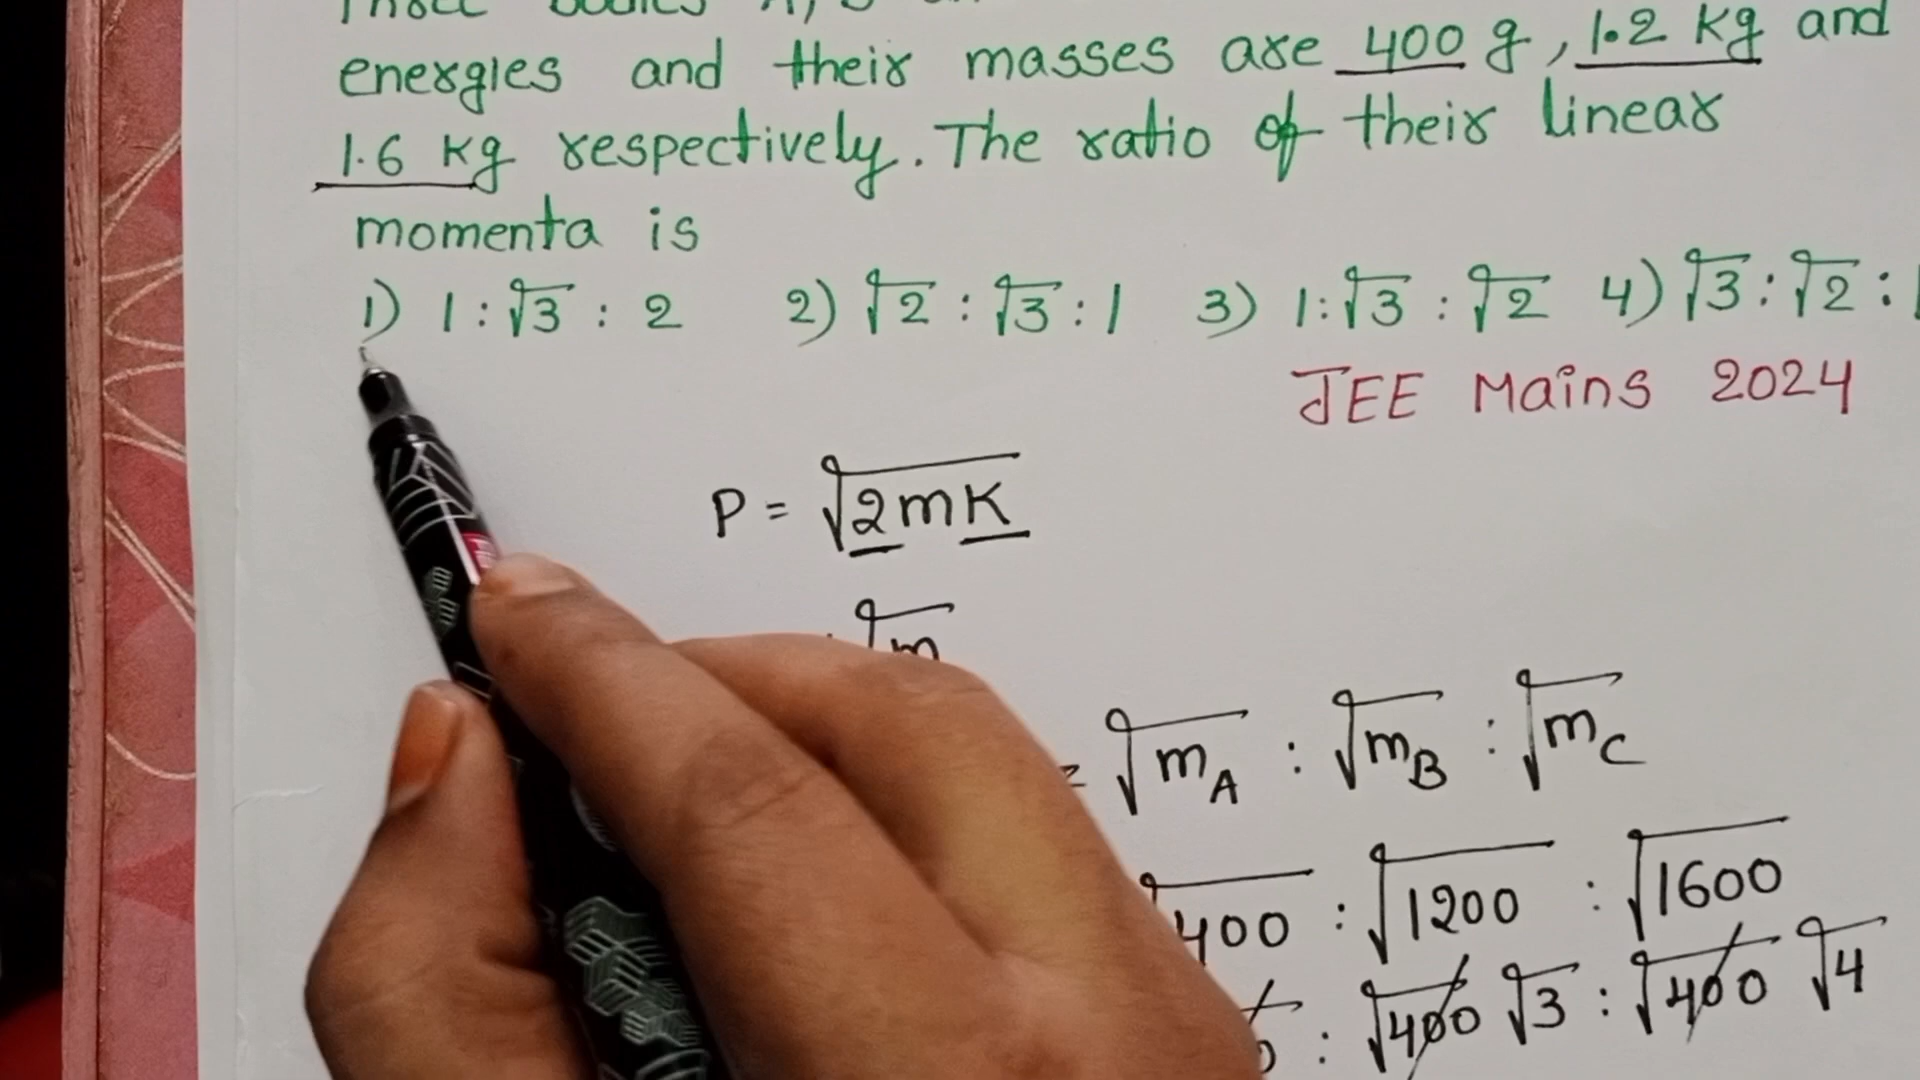 energies and their masses are 400 g, 1.2 kg and
1.6 kg respectively. The ratio of their linear
momenta is
1) 1 : √3 : 2 2) √2 : √3 : 1 3) 1 : √3 : √2 4) √3 : √2 :
JEE Mains 2024
P = √2mK
√m
= √mA : √mB : √mC
√400 : √1200 : √1600
: √400 √3 : √400 √4